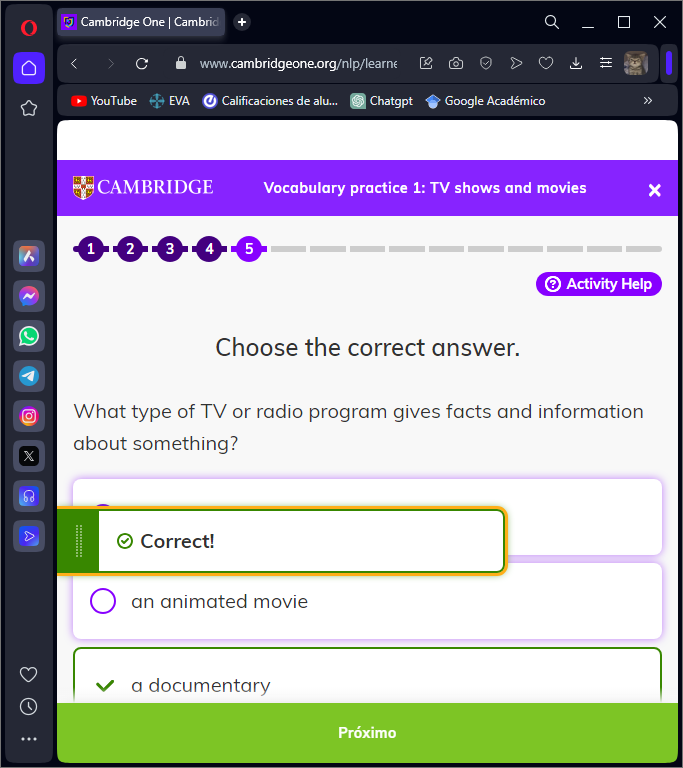 Cambridge One | Cambrid
www.cambridgeone.org/nlp/learne
YouTube
EVA
Calificaciones de alu...
Chatgpt
Google Académico
CAMBRIDGE
Vocabulary practice 1: TV shows and movies
1 2 3 4 5
Activity Help
Choose the correct answer.
What type of TV or radio program gives facts and information
about something?
Correct!
an animated movie
a documentary
Próximo